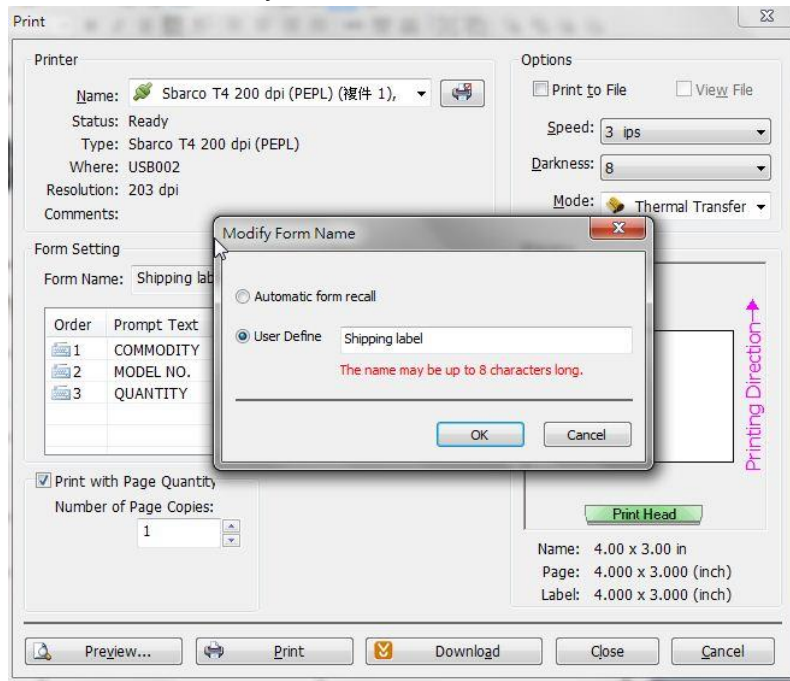 Print
Printer
Name: Sbarco T4 200 dpi (PEPL) (複件 1),
Status: Ready
Type: Sbarco T4 200 dpi (PEPL)
Where: USB002
Resolution: 203 dpi
Comments:
Options
Print to File
View File
Speed: 3 ips
Darkness: 8
Mode: Thermal Transfer
Form Setting
Form Name: Shipping lab
Order Prompt Text
1 COMMODITY
2 MODEL NO.
3 QUANTITY
Modify Form Name
Automatic form recall
User Define Shipping label
The name may be up to 8 characters long.
OK Cancel
Printing Direction
Print with Page Quantity
Number of Page Copies:
1
Print Head
Name: 4.00 x 3.00 in
Page: 4.000 x 3.000 (inch)
Label: 4.000 x 3.000 (inch)
Preview... Print Download Close Cancel